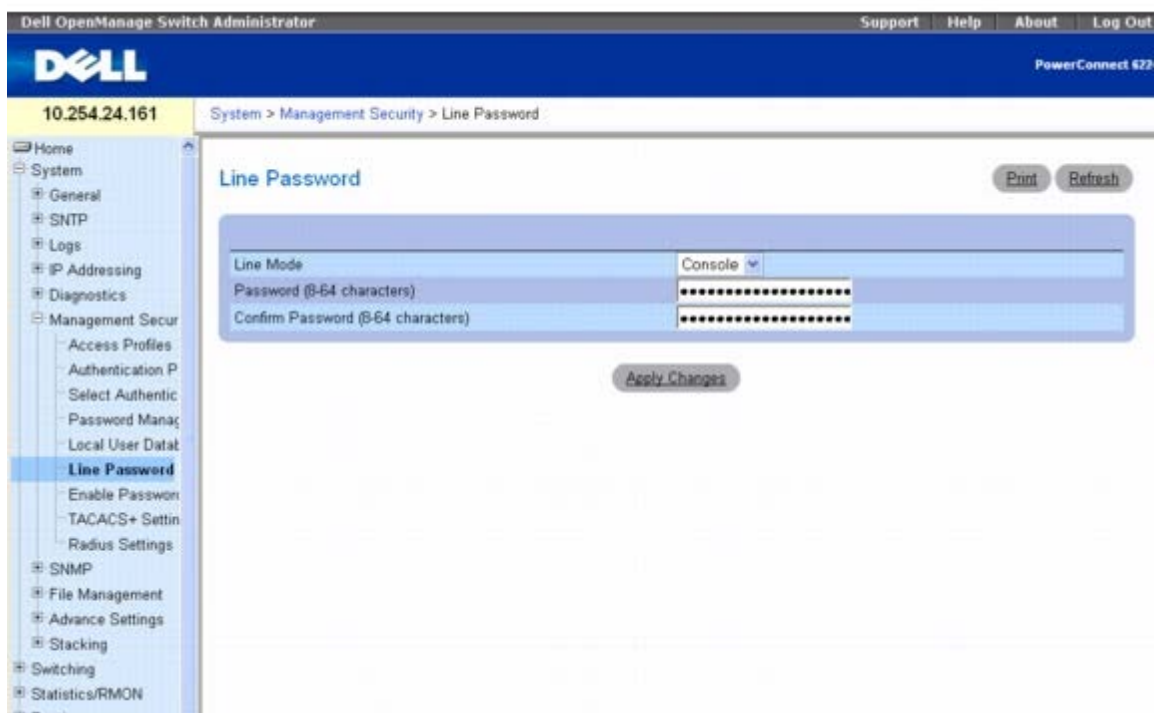 Dell OpenManage Switch Administrator Support Help About Log Out
DELL
PowerConnect 622
10.254.24.161
System > Management Security > Line Password
Home
System
General
SNTP
Logs
IP Addressing
Diagnostics
Management Secur
Access Profiles
Authentication P
Select Authentic
Password Manag
Local User Datab
Line Password
Enable Password
TACACS+ Settin
Radius Settings
SNMP
File Management
Advance Settings
Stacking
Switching
Statistics/RMON
Line Password
Print Refresh
Line Mode Console
Password (8-64 characters) •••••••••••••••••••
Confirm Password (8-64 characters) •••••••••••••••••••
Apply Changes